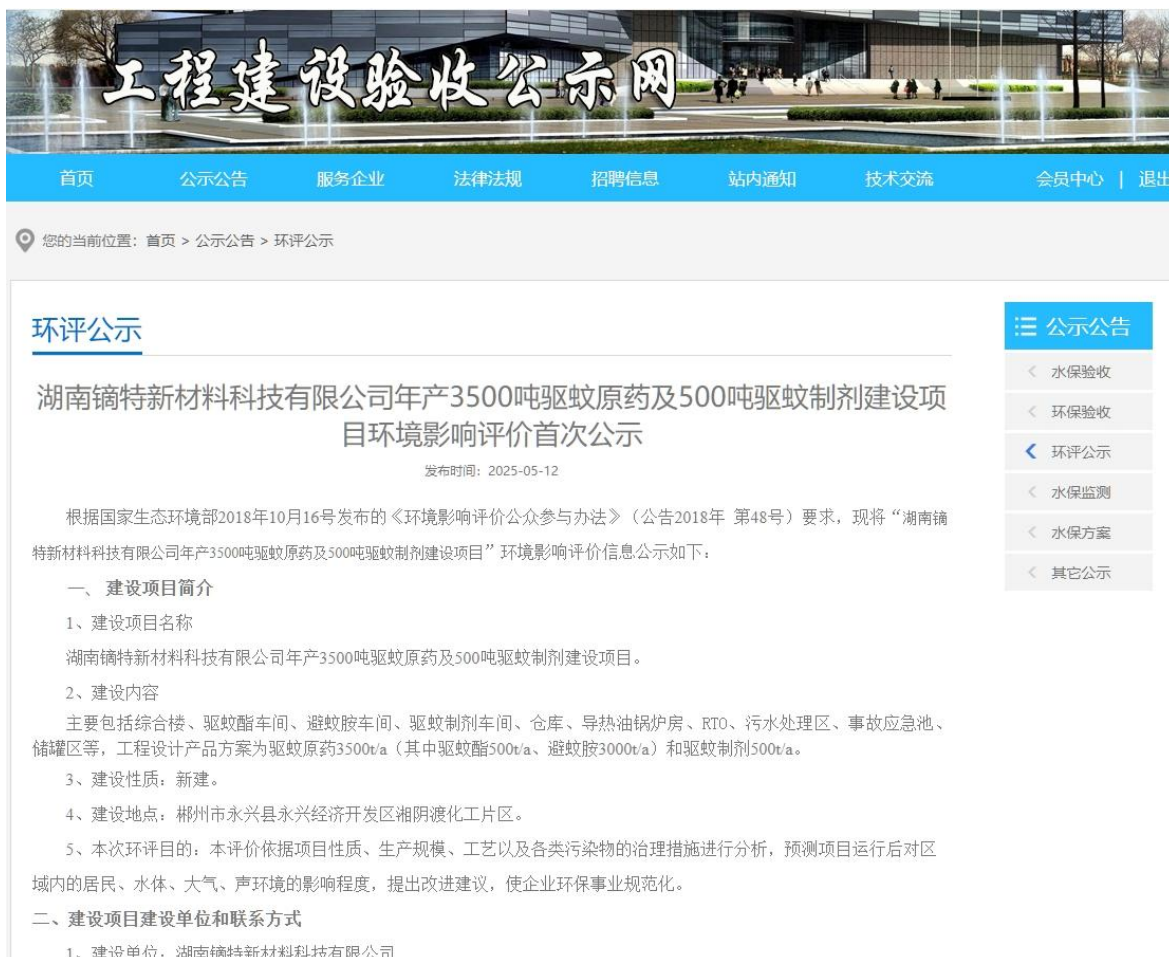 工程建设验收公示网
首页 公示公告 服务企业 法律法规 招聘信息 站内通知 技术交流 会员中心 | 退出
您的当前位置：首页 > 公示公告 > 环评公示
环评公示
湖南镝特新材料科技有限公司年产3500吨驱蚊原药及500吨驱蚊制剂建设项
目环境影响评价首次公示
发布时间：2025-05-12
根据国家生态环境部2018年10月16号发布的《环境影响评价公众参与办法》（公告2018年 第48号）要求，现将“湖南镝
特新材料科技有限公司年产3500吨驱蚊原药及500吨驱蚊制剂建设项目”环境影响评价信息公示如下：
一、 建设项目简介
1、建设项目名称
湖南镝特新材料科技有限公司年产3500吨驱蚊原药及500吨驱蚊制剂建设项目。
2、建设内容
主要包括综合楼、驱蚊酯车间、避蚊胺车间、驱蚊制剂车间、仓库、导热油锅炉房、RTO、污水处理区、事故应急池、
储罐区等，工程设计产品方案为驱蚊原药3500t/a（其中驱蚊酯500t/a、避蚊胺3000t/a）和驱蚊制剂500t/a。
3、建设性质：新建。
4、建设地点：郴州市永兴县永兴经济开发区湘阴渡化工片区。
5、本次环评目的：本评价依据项目性质、生产规模、工艺以及各类污染物的治理措施进行分析，预测项目运行后对区
域内的居民、水体、大气、声环境的影响程度，提出改进建议，使企业环保事业规范化。
二、建设项目建设单位和联系方式
1、建设单位：湖南镝特新材料科技有限公司
公示公告
水保验收
环保验收
环评公示
水保监测
水保方案
其它公示